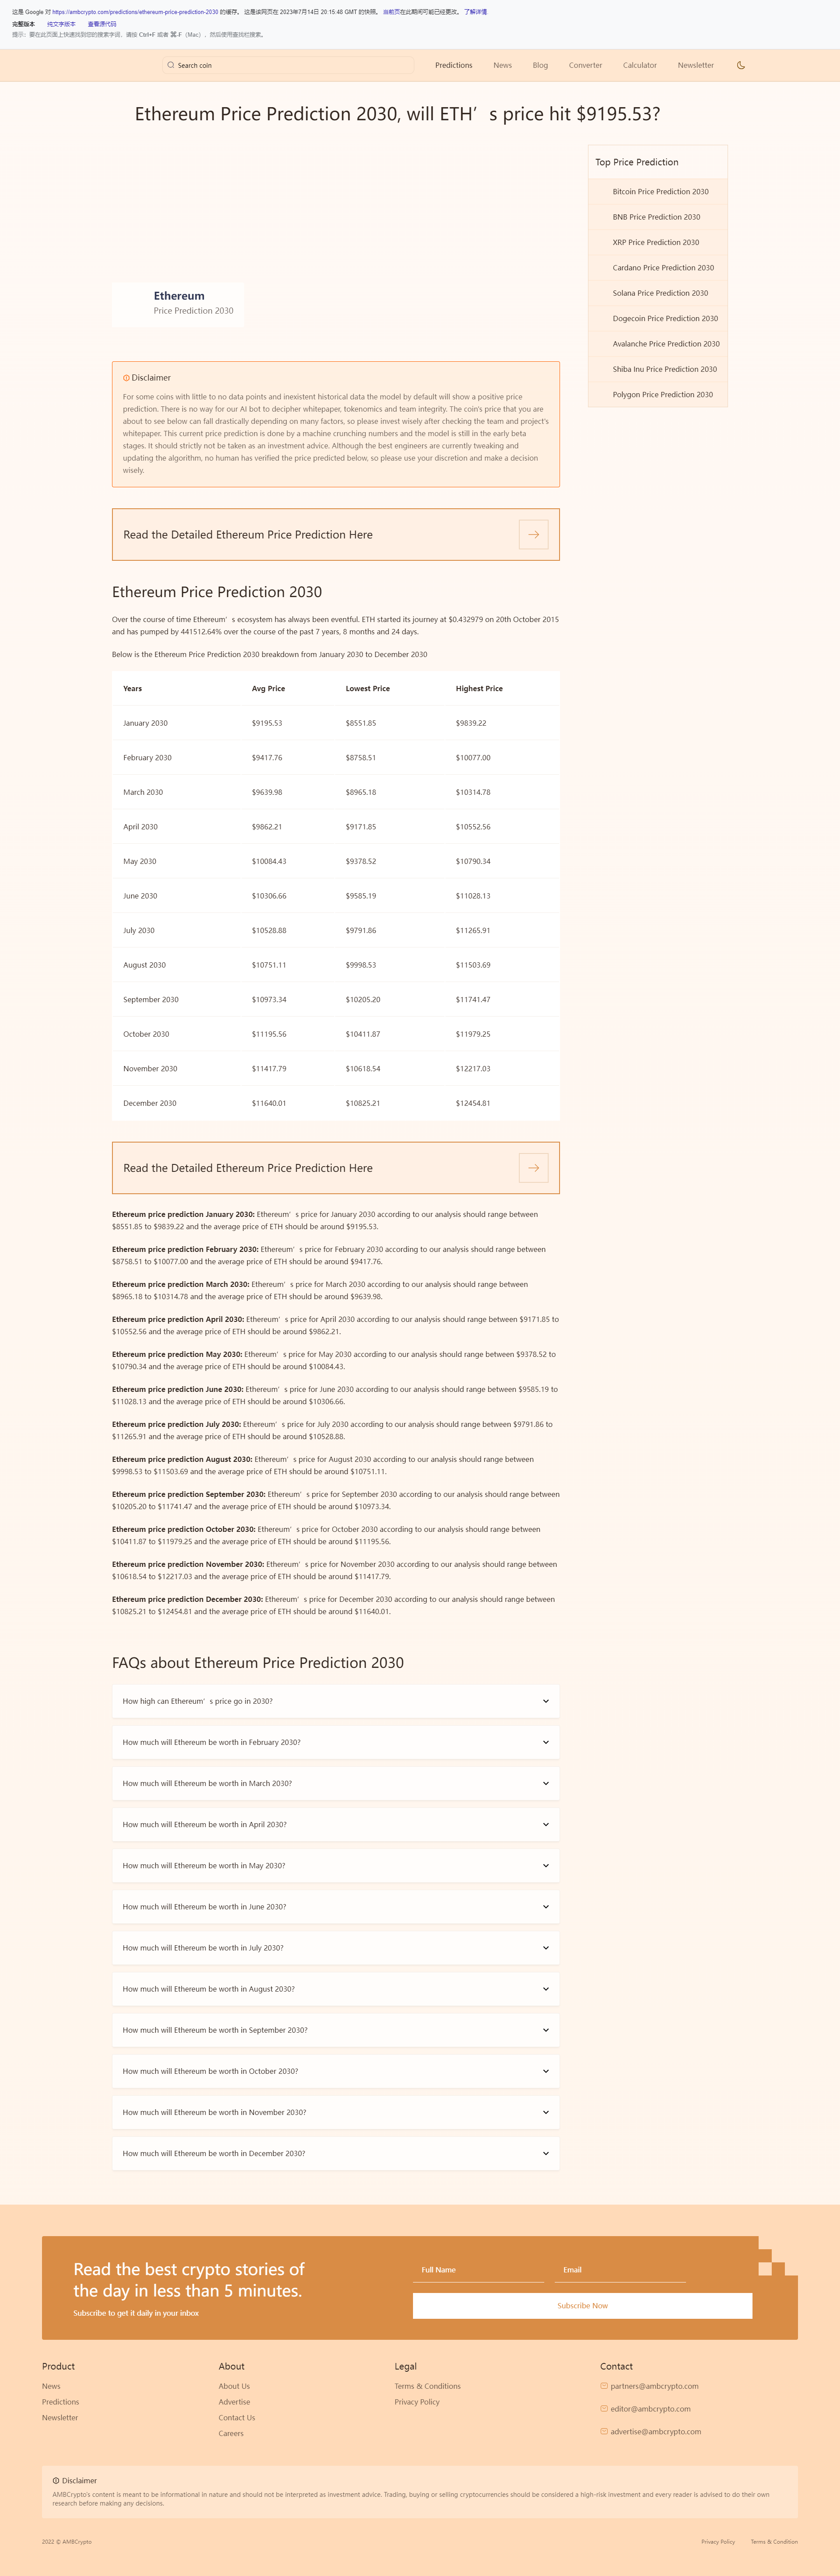 这是 Google 对 https://ambcrypto.com/predictions/ethereum-price-prediction-2030 的缓存。 这是该网页在 2023年7月14日 20:15:48 GMT 的快照。 当前页在此期间可能已经更改。 了解详情
完整版本 纯文字版本 查看源代码
提示：要在此页面上快速找到您的搜索字词，请按 Ctrl+F 或者 ⌘-F（Mac），然后使用查找栏搜索。
Search coin
Predictions News Blog Converter Calculator Newsletter
Ethereum Price Prediction 2030, will ETH’s price hit $9195.53?
Top Price Prediction
Bitcoin Price Prediction 2030
BNB Price Prediction 2030
XRP Price Prediction 2030
Cardano Price Prediction 2030
Solana Price Prediction 2030
Dogecoin Price Prediction 2030
Avalanche Price Prediction 2030
Shiba Inu Price Prediction 2030
Polygon Price Prediction 2030
Ethereum
Price Prediction 2030
Disclaimer
For some coins with little to no data points and inexistent historical data the model by default will show a positive price
prediction. There is no way for our AI bot to decipher whitepaper, tokenomics and team integrity. The coin's price that you are
about to see below can fall drastically depending on many factors, so please invest wisely after checking the team and project's
whitepaper. This current price prediction is done by a machine crunching numbers and the model is still in the early beta
stages. It should strictly not be taken as an investment advice. Although the best engineers are currently tweaking and
updating the algorithm, no human has verified the price predicted below, so please use your discretion and make a decision
wisely.
Read the Detailed Ethereum Price Prediction Here
Ethereum Price Prediction 2030
Over the course of time Ethereum’s ecosystem has always been eventful. ETH started its journey at $0.432979 on 20th October 2015
and has pumped by 441512.64% over the course of the past 7 years, 8 months and 24 days.
Below is the Ethereum Price Prediction 2030 breakdown from January 2030 to December 2030
Years Avg Price Lowest Price Highest Price
January 2030 $9195.53 $8551.85 $9839.22
February 2030 $9417.76 $8758.51 $10077.00
March 2030 $9639.98 $8965.18 $10314.78
April 2030 $9862.21 $9171.85 $10552.56
May 2030 $10084.43 $9378.52 $10790.34
June 2030 $10306.66 $9585.19 $11028.13
July 2030 $10528.88 $9791.86 $11265.91
August 2030 $10751.11 $9998.53 $11503.69
September 2030 $10973.34 $10205.20 $11741.47
October 2030 $11195.56 $10411.87 $11979.25
November 2030 $11417.79 $10618.54 $12217.03
December 2030 $11640.01 $10825.21 $12454.81
Read the Detailed Ethereum Price Prediction Here
Ethereum price prediction January 2030: Ethereum’s price for January 2030 according to our analysis should range between
$8551.85 to $9839.22 and the average price of ETH should be around $9195.53.
Ethereum price prediction February 2030: Ethereum’s price for February 2030 according to our analysis should range between
$8758.51 to $10077.00 and the average price of ETH should be around $9417.76.
Ethereum price prediction March 2030: Ethereum’s price for March 2030 according to our analysis should range between
$8965.18 to $10314.78 and the average price of ETH should be around $9639.98.
Ethereum price prediction April 2030: Ethereum’s price for April 2030 according to our analysis should range between $9171.85 to
$10552.56 and the average price of ETH should be around $9862.21.
Ethereum price prediction May 2030: Ethereum’s price for May 2030 according to our analysis should range between $9378.52 to
$10790.34 and the average price of ETH should be around $10084.43.
Ethereum price prediction June 2030: Ethereum’s price for June 2030 according to our analysis should range between $9585.19 to
$11028.13 and the average price of ETH should be around $10306.66.
Ethereum price prediction July 2030: Ethereum’s price for July 2030 according to our analysis should range between $9791.86 to
$11265.91 and the average price of ETH should be around $10528.88.
Ethereum price prediction August 2030: Ethereum’s price for August 2030 according to our analysis should range between
$9998.53 to $11503.69 and the average price of ETH should be around $10751.11.
Ethereum price prediction September 2030: Ethereum’s price for September 2030 according to our analysis should range between
$10205.20 to $11741.47 and the average price of ETH should be around $10973.34.
Ethereum price prediction October 2030: Ethereum’s price for October 2030 according to our analysis should range between
$10411.87 to $11979.25 and the average price of ETH should be around $11195.56.
Ethereum price prediction November 2030: Ethereum’s price for November 2030 according to our analysis should range between
$10618.54 to $12217.03 and the average price of ETH should be around $11417.79.
Ethereum price prediction December 2030: Ethereum’s price for December 2030 according to our analysis should range between
$10825.21 to $12454.81 and the average price of ETH should be around $11640.01.
FAQs about Ethereum Price Prediction 2030
How high can Ethereum’s price go in 2030?
How much will Ethereum be worth in February 2030?
How much will Ethereum be worth in March 2030?
How much will Ethereum be worth in April 2030?
How much will Ethereum be worth in May 2030?
How much will Ethereum be worth in June 2030?
How much will Ethereum be worth in July 2030?
How much will Ethereum be worth in August 2030?
How much will Ethereum be worth in September 2030?
How much will Ethereum be worth in October 2030?
How much will Ethereum be worth in November 2030?
How much will Ethereum be worth in December 2030?
Read the best crypto stories of
the day in less than 5 minutes.
Subscribe to get it daily in your inbox
Full Name Email
Subscribe Now
Product About Legal Contact
News About Us Terms & Conditions partners@ambcrypto.com
Predictions Advertise Privacy Policy
Newsletter Contact Us editor@ambcrypto.com
Careers advertise@ambcrypto.com
Disclaimer
AMBCrypto's content is meant to be informational in nature and should not be interpreted as investment advice. Trading, buying or selling cryptocurrencies should be considered a high-risk investment and every reader is advised to do their own
research before making any decisions.
2022 © AMBCrypto Privacy Policy Terms & Condition